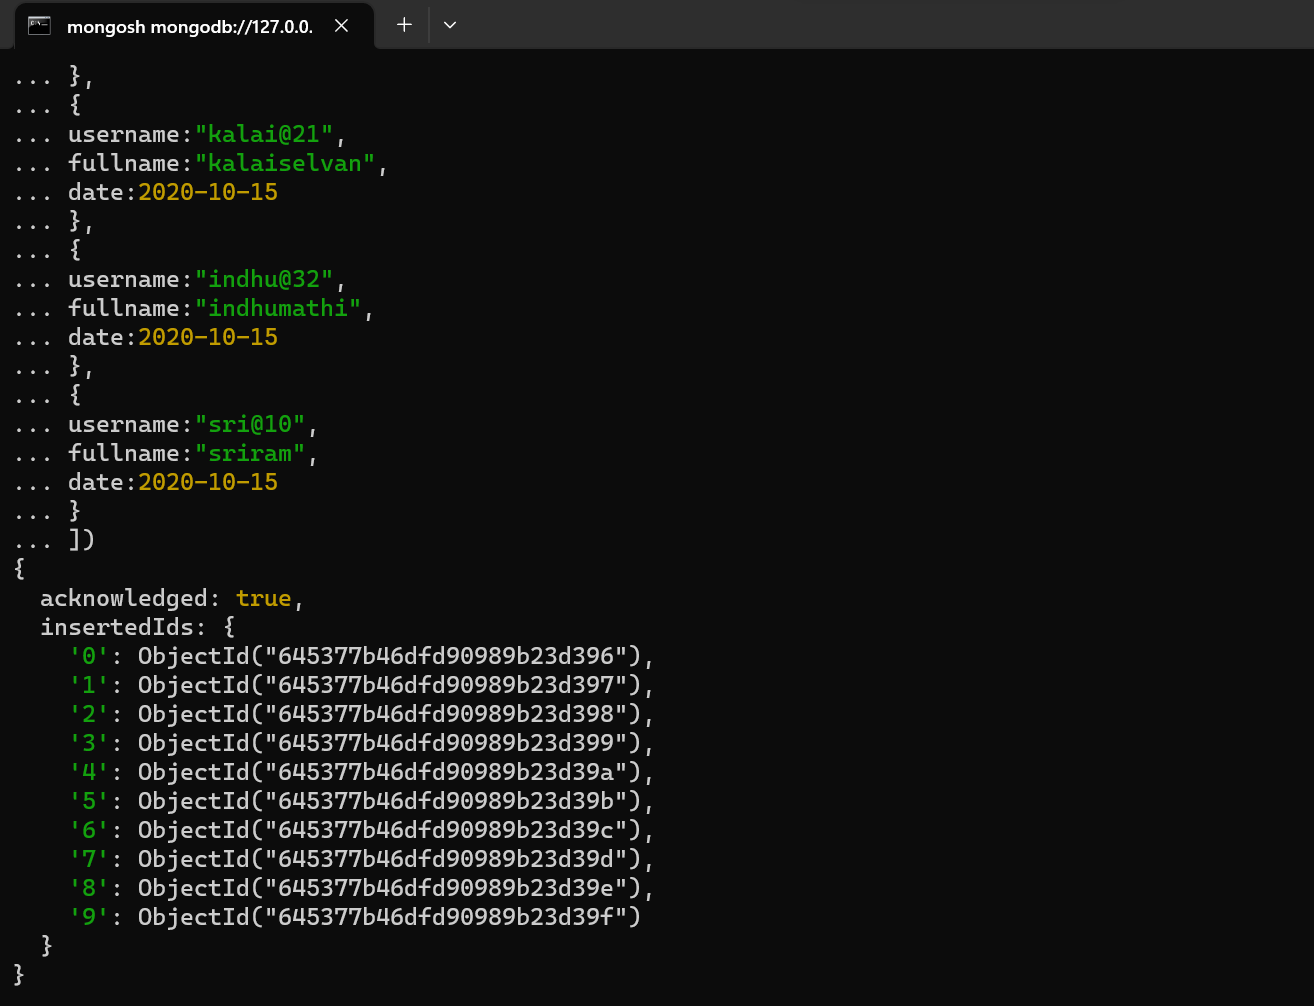 mongosh mongodb://127.0.0.
... },
... {
... username:"kalai@21",
... fullname:"kalaiselvan",
... date:2020-10-15
... },
... {
... username:"indhu@32",
... fullname:"indhumathi",
... date:2020-10-15
... },
... {
... username:"sri@10",
... fullname:"sriram",
... date:2020-10-15
... }
... ])
{
  acknowledged: true,
  insertedIds: {
    '0': ObjectId("645377b46dfd90989b23d396"),
    '1': ObjectId("645377b46dfd90989b23d397"),
    '2': ObjectId("645377b46dfd90989b23d398"),
    '3': ObjectId("645377b46dfd90989b23d399"),
    '4': ObjectId("645377b46dfd90989b23d39a"),
    '5': ObjectId("645377b46dfd90989b23d39b"),
    '6': ObjectId("645377b46dfd90989b23d39c"),
    '7': ObjectId("645377b46dfd90989b23d39d"),
    '8': ObjectId("645377b46dfd90989b23d39e"),
    '9': ObjectId("645377b46dfd90989b23d39f")
  }
}